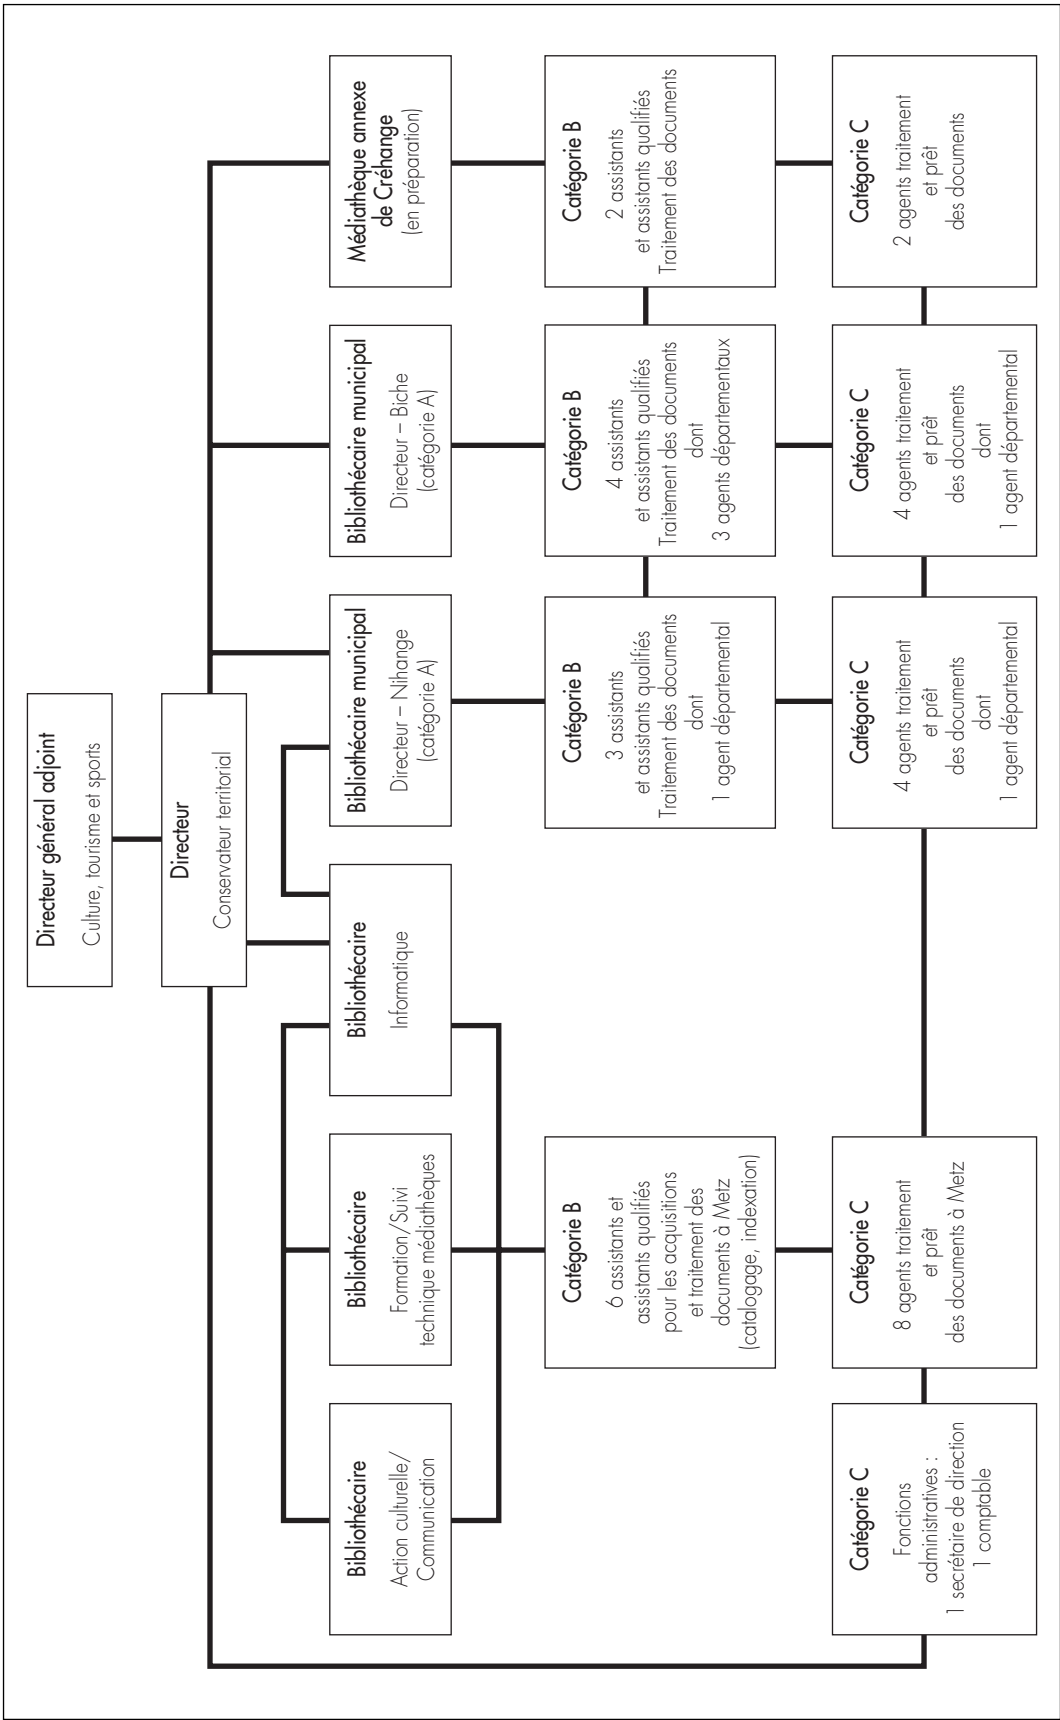 Directeur général adjoint
Culture, tourisme et sports
Directeur
Conservateur territorial
Bibliothécaire
Action culturelle/
Communication
Bibliothécaire
Formation/Suivi
technique médiathèques
Bibliothécaire
Informatique
Bibliothécaire municipal
Directeur – Nihange
(catégorie A)
Bibliothécaire municipal
Directeur – Biche
(catégorie A)
Médiathèque annexe
de Créhange
(en préparation)
Catégorie B
6 assistants et
assistants qualifiés
pour les acquisitions
et traitement des
documents à Metz
(catalogage, indexation)
Catégorie B
3 assistants
et assistants qualifiés
Traitement des documents
dont
1 agent départemental
Catégorie B
4 assistants
et assistants qualifiés
Traitement des documents
dont
3 agents départementaux
Catégorie B
2 assistants
et assistants qualifiés
Traitement des documents
Catégorie C
Fonctions
administratives :
1 secrétaire de direction
1 comptable
Catégorie C
8 agents traitement
et prêt
des documents à Metz
Catégorie C
4 agents traitement
et prêt
des documents
dont
1 agent départemental
Catégorie C
4 agents traitement
et prêt
des documents
dont
1 agent départemental
Catégorie C
2 agents traitement
et prêt
des documents